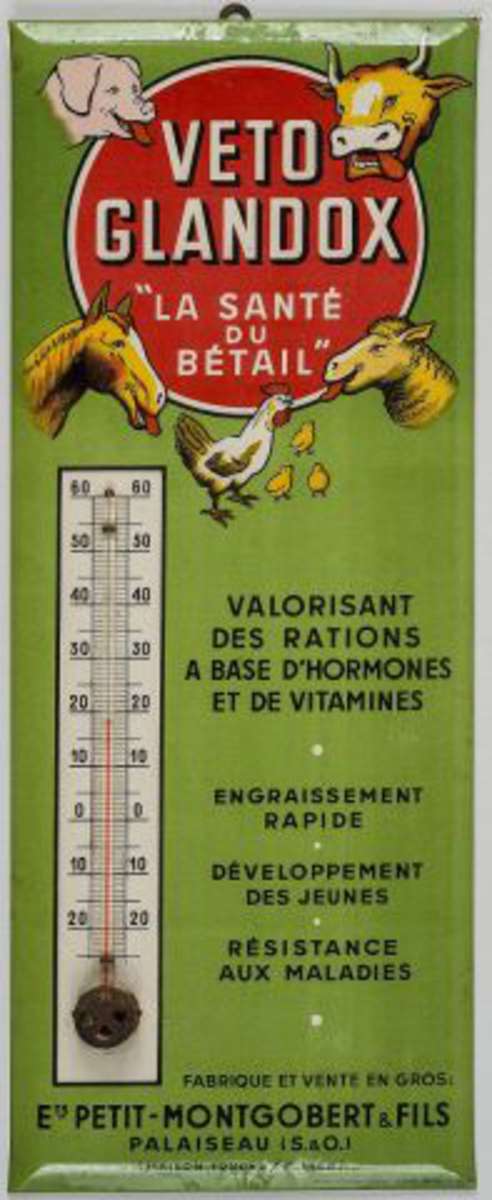 VETO
GLANDOX
"LA SANTÉ
DU
BÉTAIL"
60 60
50 50
40 40
30 30
20 20
10 10
0 0
10 10
20 20
VALORISANT
DES RATIONS
A BASE D'HORMONES
ET DE VITAMINES
ENGRAISSEMENT
RAPIDE
DÉVELOPPEMENT
DES JEUNES
RÉSISTANCE
AUX MALADIES
FABRIQUE ET VENTE EN GROS:
Ets PETIT-MONTGOBERT & FILS
PALAISEAU (S.&O.)
MAISON